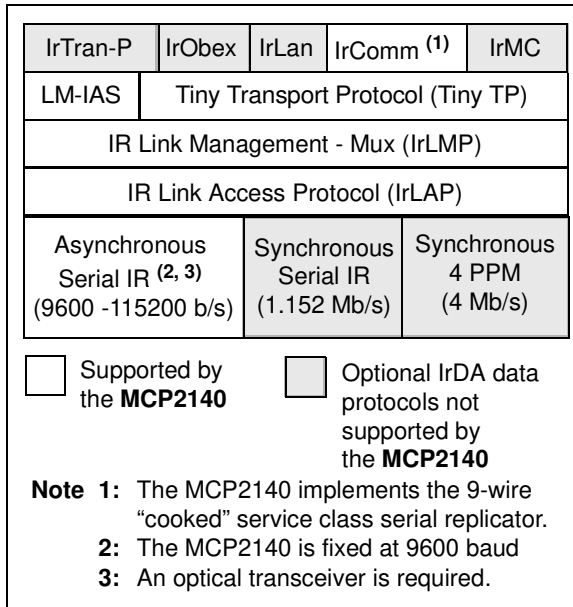 IrTran-P IrObex IrLan IrComm (1) IrMC
LM-IAS Tiny Transport Protocol (Tiny TP)
IR Link Management - Mux (IrLMP)
IR Link Access Protocol (IrLAP)
Asynchronous Serial IR (2, 3) (9600 -115200 b/s)
Synchronous Serial IR (1.152 Mb/s)
Synchronous 4 PPM (4 Mb/s)
Supported by
the MCP2140
Optional IrDA data
protocols not
supported by
the MCP2140
Note 1: The MCP2140 implements the 9-wire
“cooked” service class serial replicator.
2: The MCP2140 is fixed at 9600 baud
3: An optical transceiver is required.